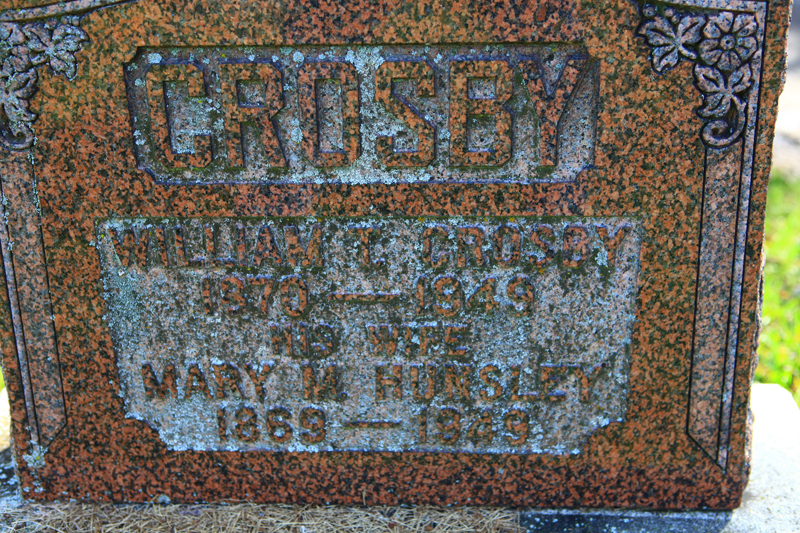 CROSBY
WILLIAM T. CROSBY
1870 — 1949
HIS WIFE
MARY M. HUNSLEY
1869 — 1949